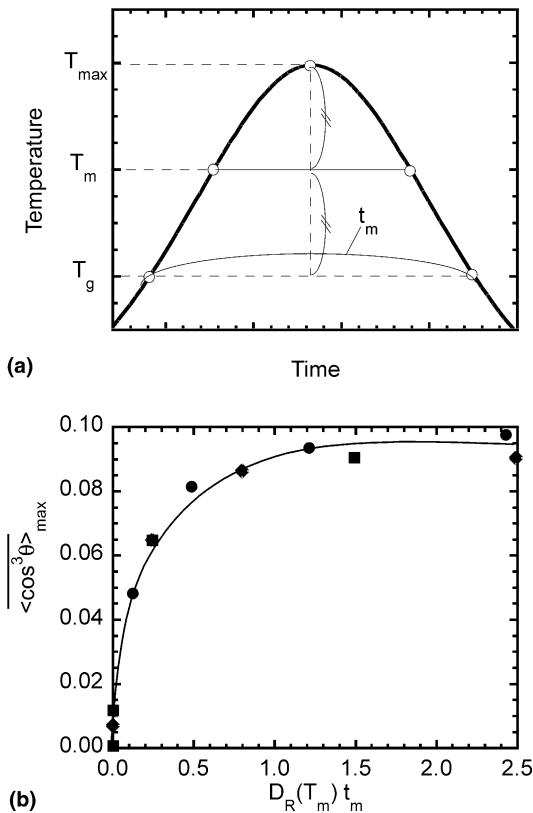 T_max
T_m
T_g
Temperature
t_m
(a)
Time
0.10
0.08
0.06
0.04
0.02
0.00
<cos³θ>_max
0.0 0.5 1.0 1.5 2.0 2.5
D_R(T_m) t_m
(b)